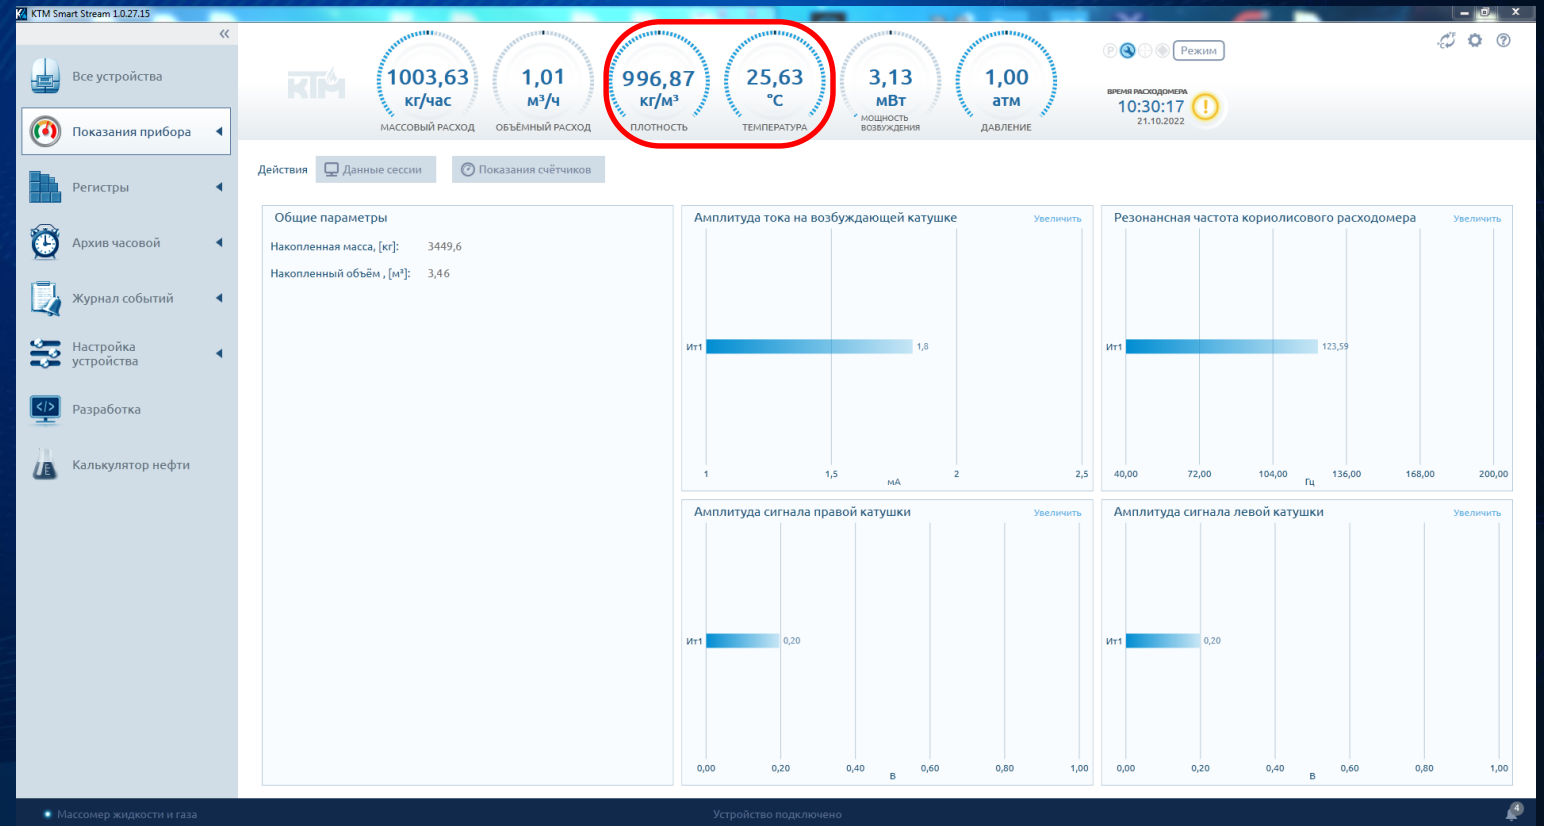 KTM Smart Stream 1.0.27.15
Все устройства
Показания прибора
Регистры
Архив часовой
Журнал событий
Настройка
устройства
Разработка
Калькулятор нефти
КТМ
1003,63
кг/час
МАССОВЫЙ РАСХОД
1,01
м³/ч
ОБЪЁМНЫЙ РАСХОД
996,87
кг/м³
ПЛОТНОСТЬ
25,63
°C
ТЕМПЕРАТУРА
3,13
мВт
МОЩНОСТЬ
ВОЗБУЖДЕНИЯ
1,00
атм
ДАВЛЕНИЕ
P
Режим
ВРЕМЯ РАСХОДОМЕРА
10:30:17
21.10.2022
Действия
Данные сессии
Показания счётчиков
Общие параметры
Накопленная масса, [кг]: 3449,6
Накопленный объём , [м³]: 3,46
Амплитуда тока на возбуждающей катушке
Увеличить
Ит1
1,8
1 1,5 2 2,5
мА
Резонансная частота кориолисового расходомера
Увеличить
Ит1
123,59
40,00 72,00 104,00 136,00 168,00 200,00
Гц
Амплитуда сигнала правой катушки
Увеличить
Ит1
0,20
0,00 0,20 0,40 0,60 0,80 1,00
В
Амплитуда сигнала левой катушки
Увеличить
Ит1
0,20
0,00 0,20 0,40 0,60 0,80 1,00
В
Массомер жидкости и газа
Устройство подключено
4